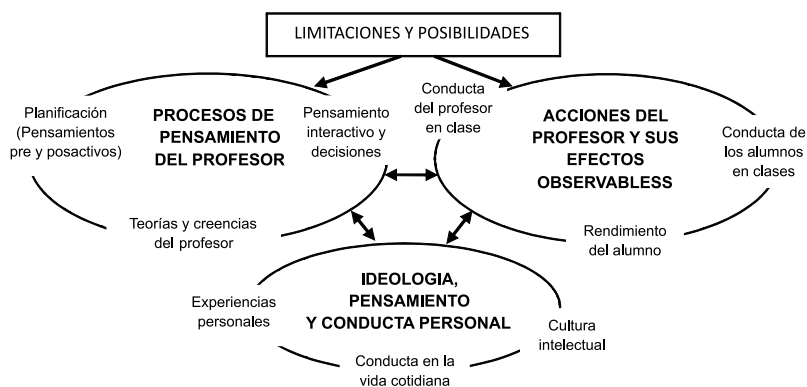 LIMITACIONES Y POSIBILIDADES
Planificación
(Pensamientos
pre y posactivos)
PROCESOS DE
PENSAMIENTO
DEL PROFESOR
Pensamiento
interactivo y
decisiones
Teorías y creencias
del profesor
Conducta
del profesor
en clase
ACCIONES DEL
PROFESOR Y SUS
EFECTOS
OBSERVABLESS
Conducta de
los alumnos
en clases
Rendimiento
del alumno
IDEOLOGIA,
PENSAMIENTO
Y CONDUCTA PERSONAL
Experiencias
personales
Cultura
intelectual
Conducta en la
vida cotidiana